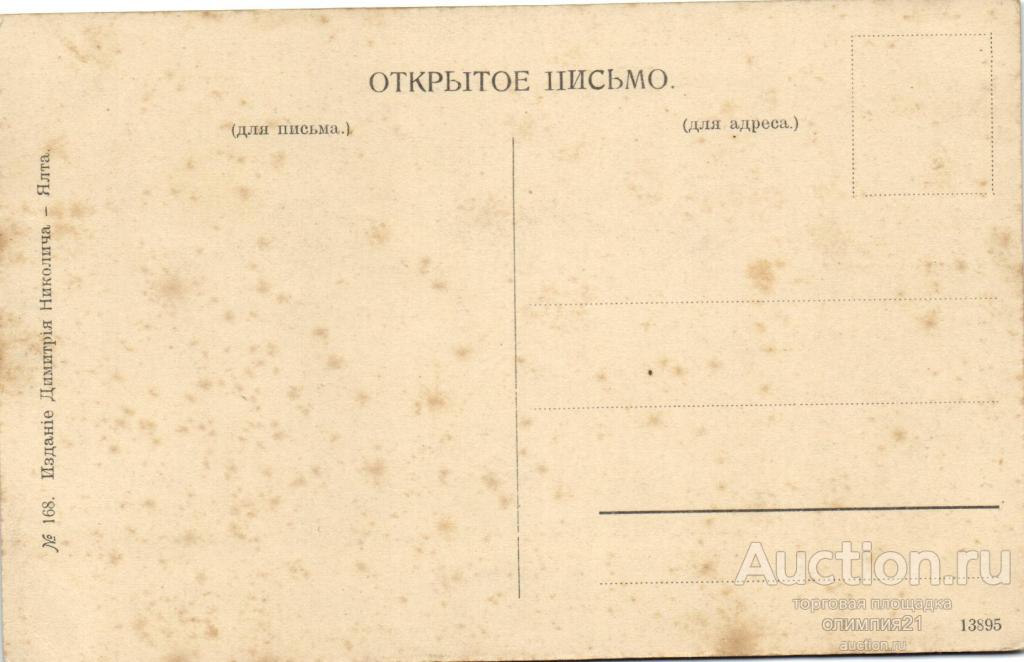 ОТКРЫТОЕ ПИСЬМО.
(для письма.)
(для адреса.)
№ 168. Изданіе Димитрія Николича – Ялта.
Auction.ru
торговая площадка
олимпия21
auction.ru
13895